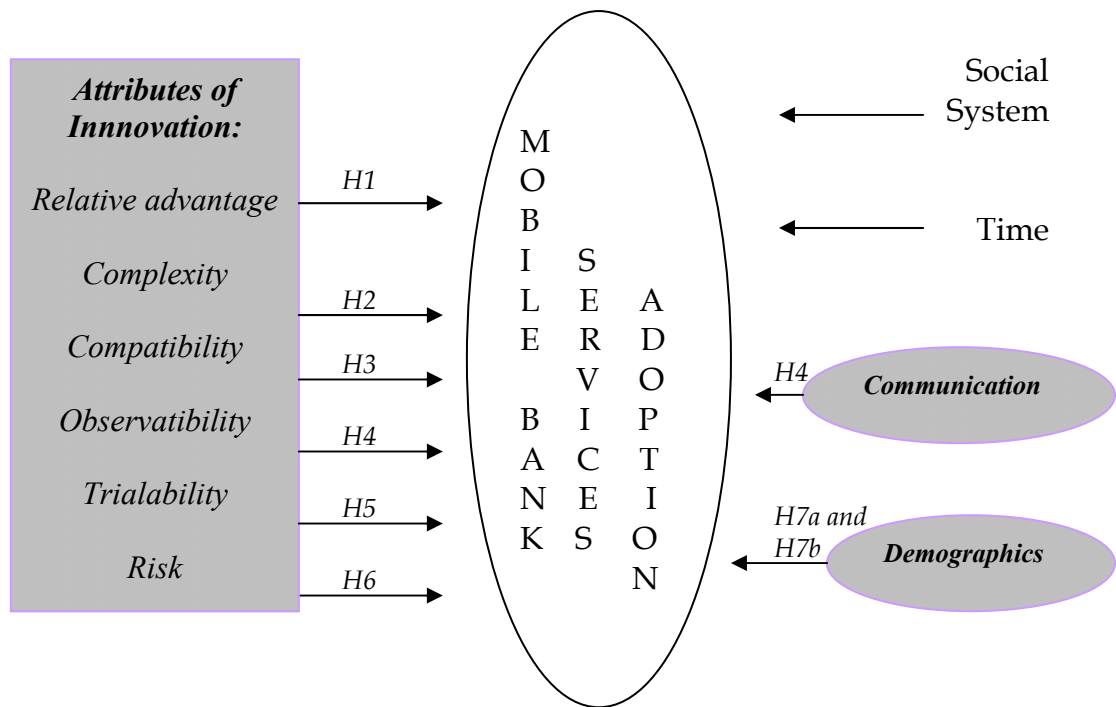 Attributes of
Innnovation:
Relative advantage
Complexity
Compatibility
Observatibility
Trialability
Risk
H1
H2
H3
H4
H5
H6
MOBILE BANK
SERVICES
ADOPTION
Social
System
Time
H4
Communication
H7a and
H7b
Demographics